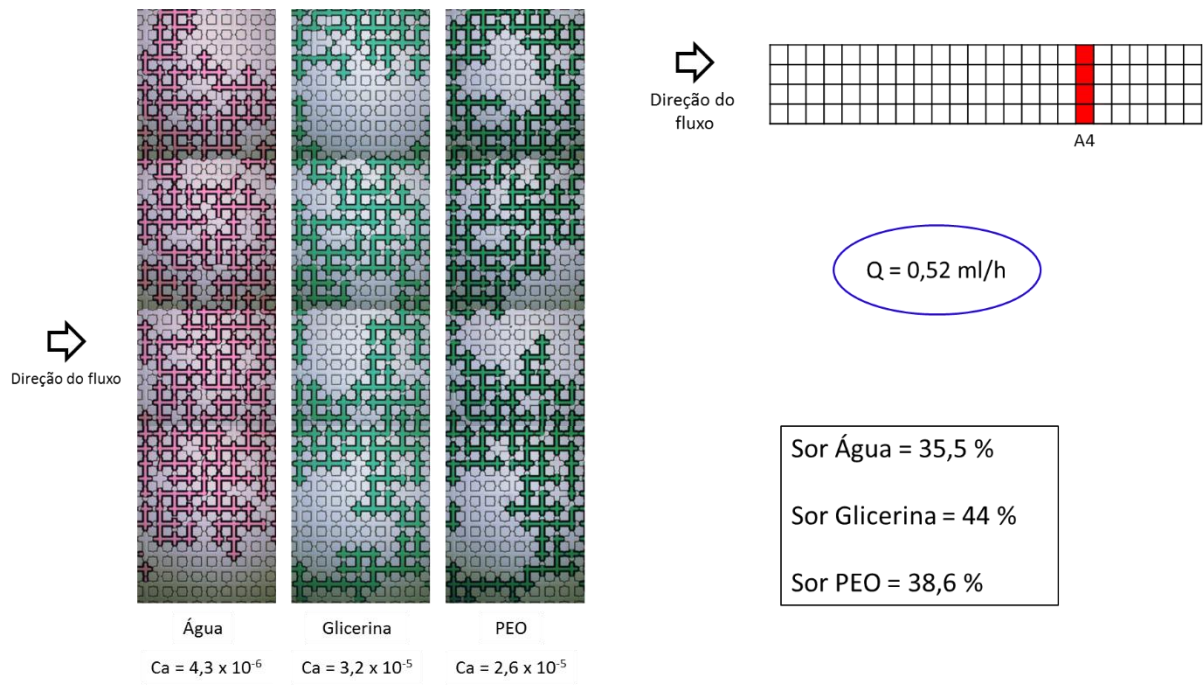 Direção do fluxo
Água
Glicerina
PEO
Ca = 4,3 x 10⁻⁶
Ca = 3,2 x 10⁻⁵
Ca = 2,6 x 10⁻⁵
Direção do
fluxo
A4
Q = 0,52 ml/h
Sor Água = 35,5 %
Sor Glicerina = 44 %
Sor PEO = 38,6 %